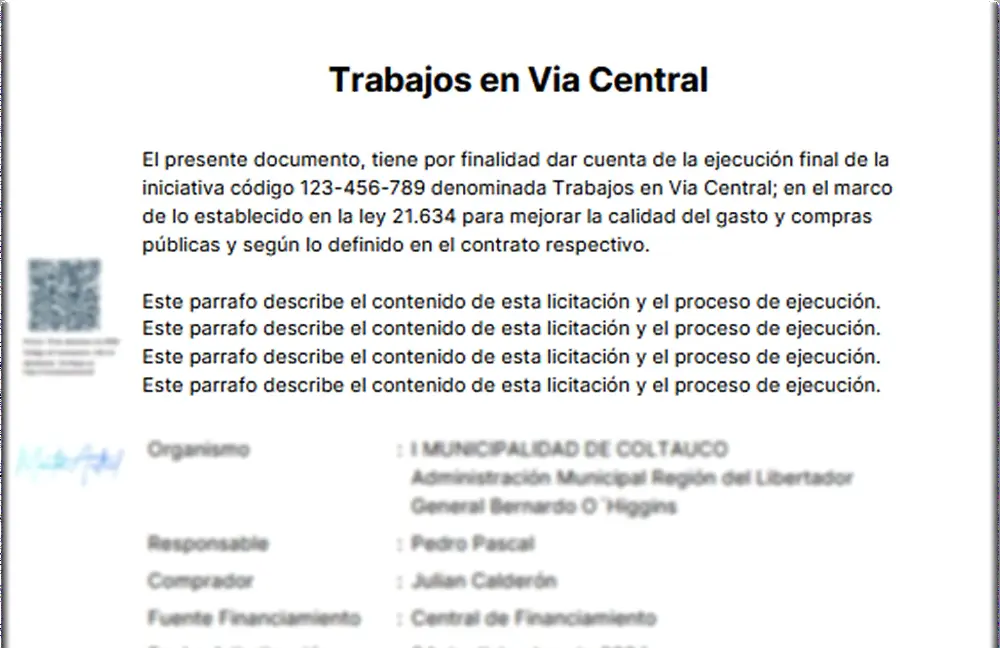 Trabajos en Via Central
El presente documento, tiene por finalidad dar cuenta de la ejecución final de la
iniciativa código 123-456-789 denominada Trabajos en Via Central; en el marco
de lo establecido en la ley 21.634 para mejorar la calidad del gasto y compras
públicas y según lo definido en el contrato respectivo.
Este parrafo describe el contenido de esta licitación y el proceso de ejecución.
Este parrafo describe el contenido de esta licitación y el proceso de ejecución.
Este parrafo describe el contenido de esta licitación y el proceso de ejecución.
Este parrafo describe el contenido de esta licitación y el proceso de ejecución.
Organismo : I MUNICIPALIDAD DE COLTAUCO
Administración Municipal Región del Libertador
General Bernardo O´Higgins
Responsable : Pedro Pascal
Comprador : Julian Calderón
Fuente Financiamiento : Central de Financiamiento